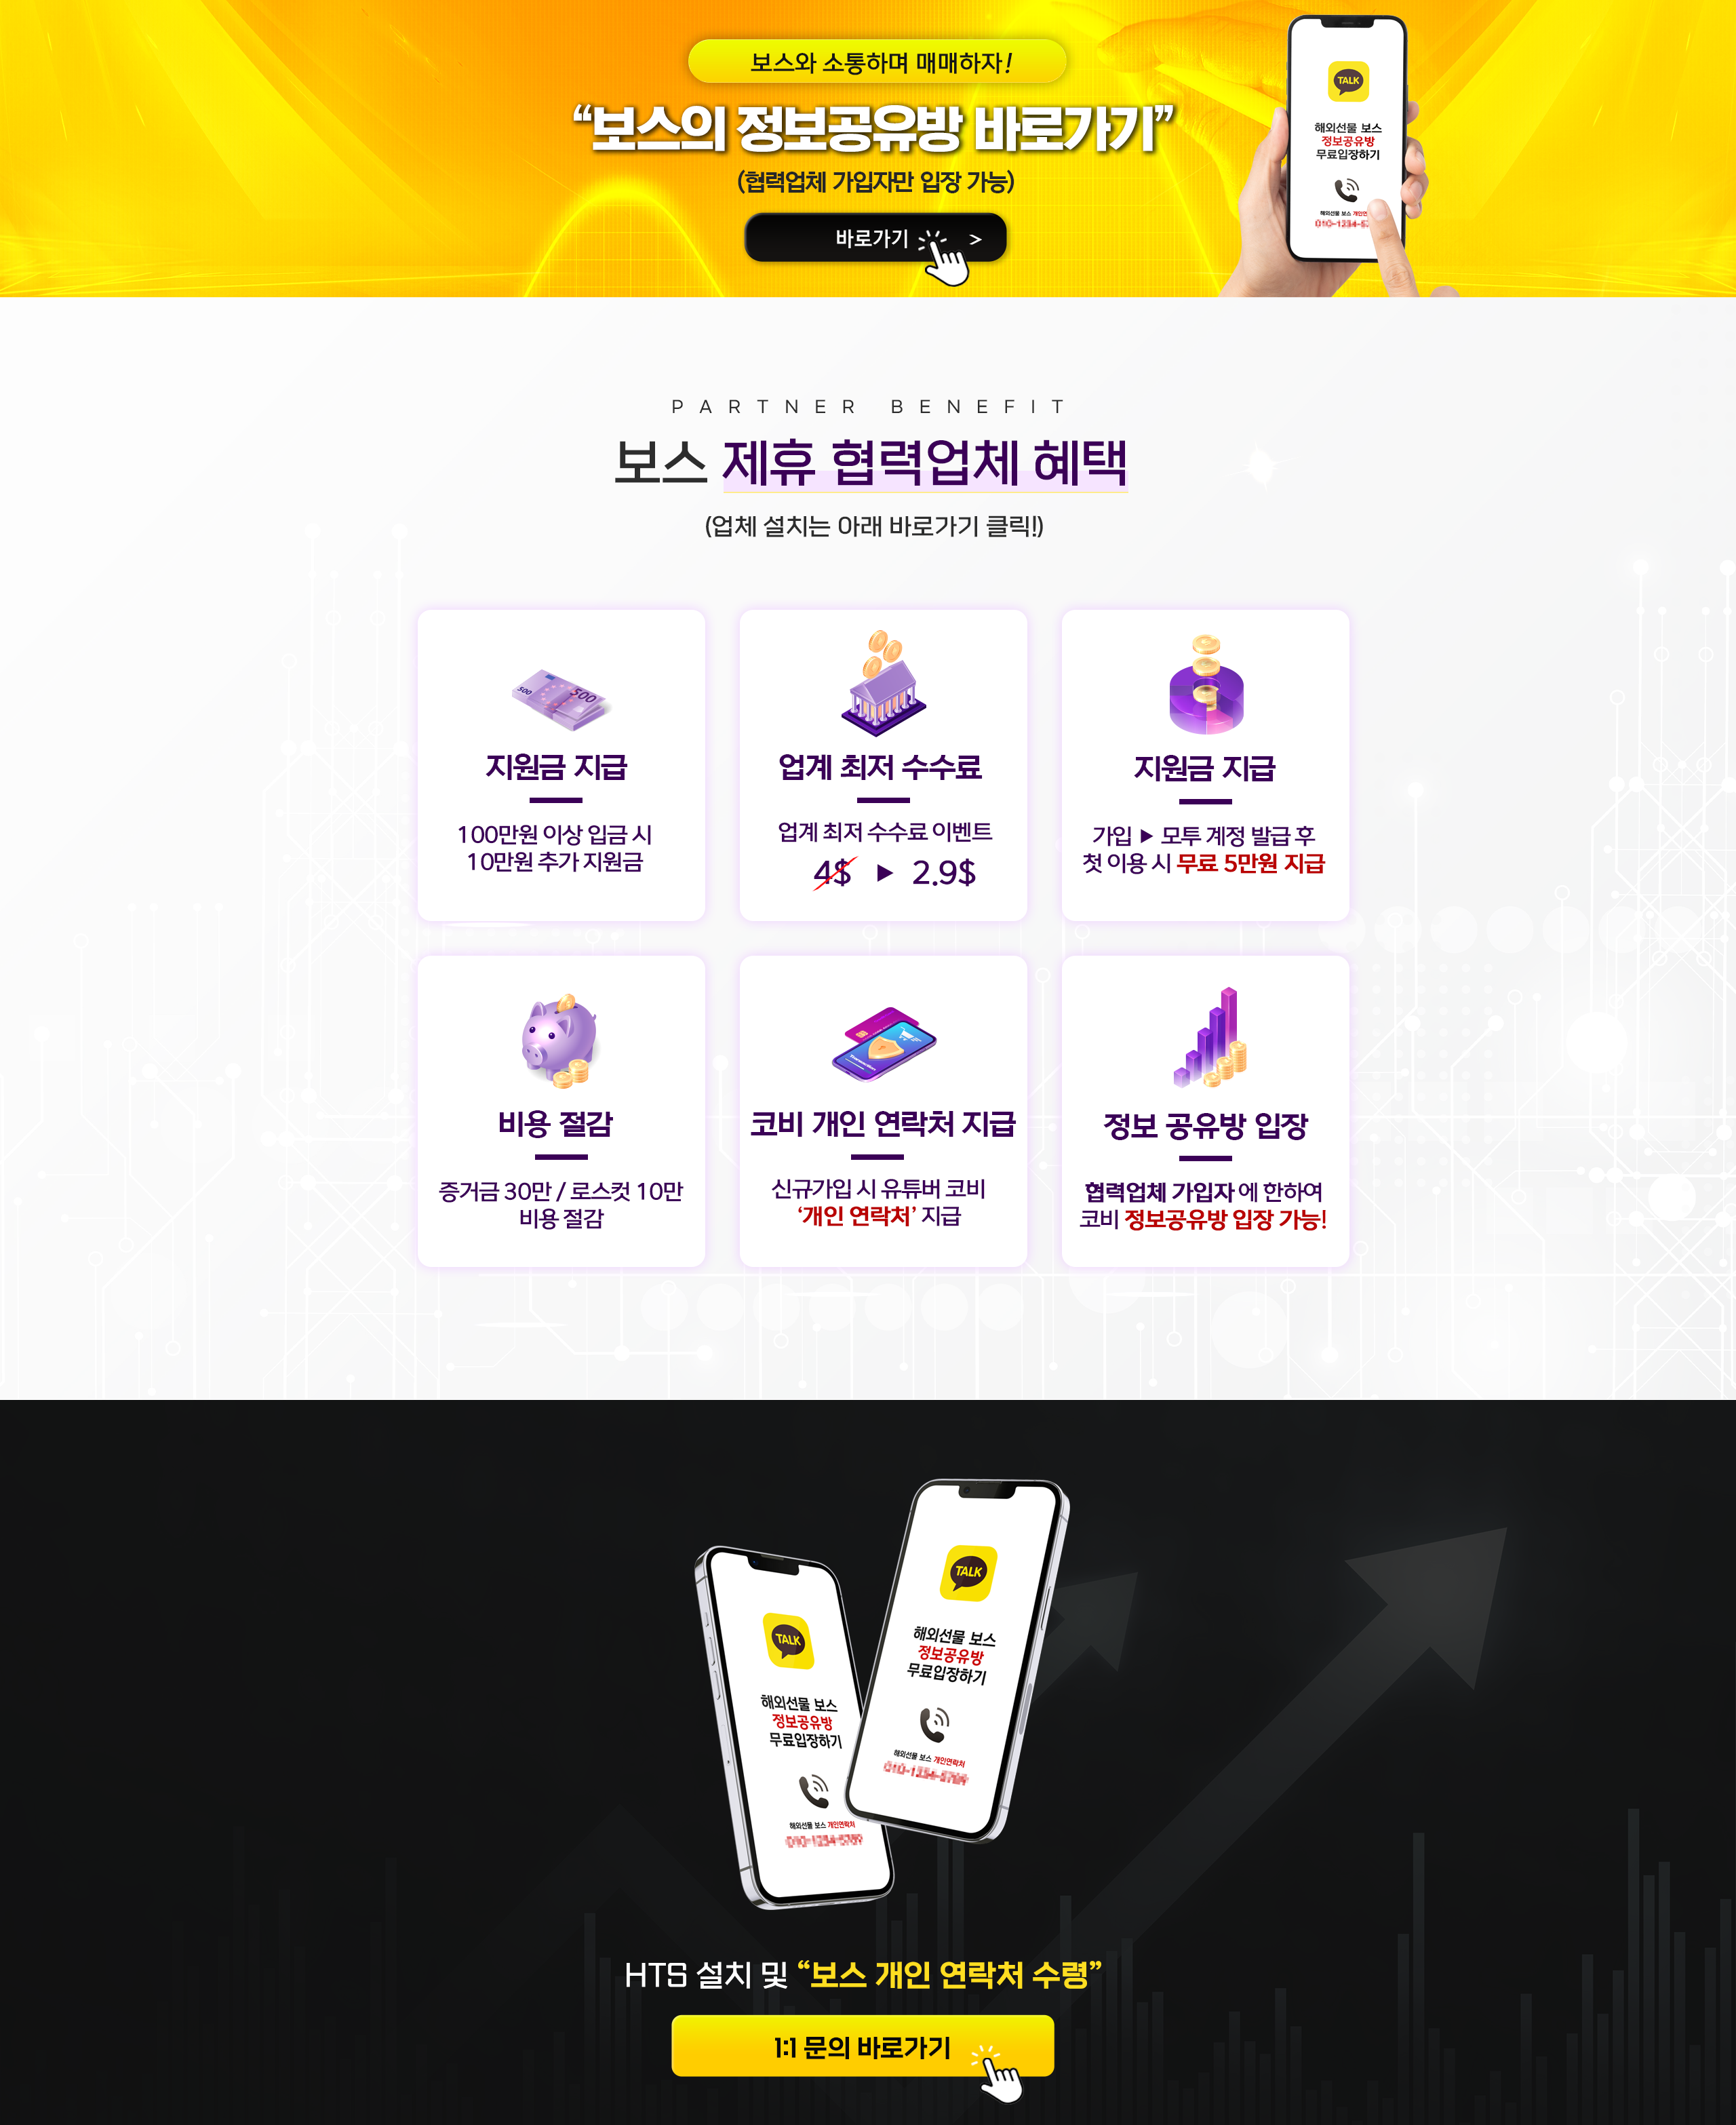 보스와 소통하며 매매하자!
“보스의 정보공유방 바로가기”
(협력업체 가입자만 입장 가능)
바로가기 >
TALK
해외선물 보스
정보공유방
무료입장하기
해외선물 보스
PARTNER BENEFIT
보스 제휴 협력업체 혜택
(업체 설치는 아래 바로가기 클릭!)
500 500
지원금 지급
100만원 이상 입금 시
10만원 추가 지원금
업계 최저 수수료
업계 최저 수수료 이벤트
4$ ▶ 2.9$
지원금 지급
가입 ▶ 모투 계정 발급 후
첫 이용 시 무료 5만원 지급
비용 절감
증거금 30만 / 로스컷 10만
비용 절감
코비 개인 연락처 지급
신규가입 시 유튜버 코비
‘개인 연락처’ 지급
정보 공유방 입장
협력업체 가입자 에 한하여
코비 정보공유방 입장 가능!
TALK
해외선물 보스
정보공유방
무료입장하기
해외선물 보스 개인연락처
TALK
해외선물 보스
정보공유방
무료입장하기
해외선물 보스 개인연락처
HTS 설치 및 “보스 개인 연락처 수령”
1:1 문의 바로가기